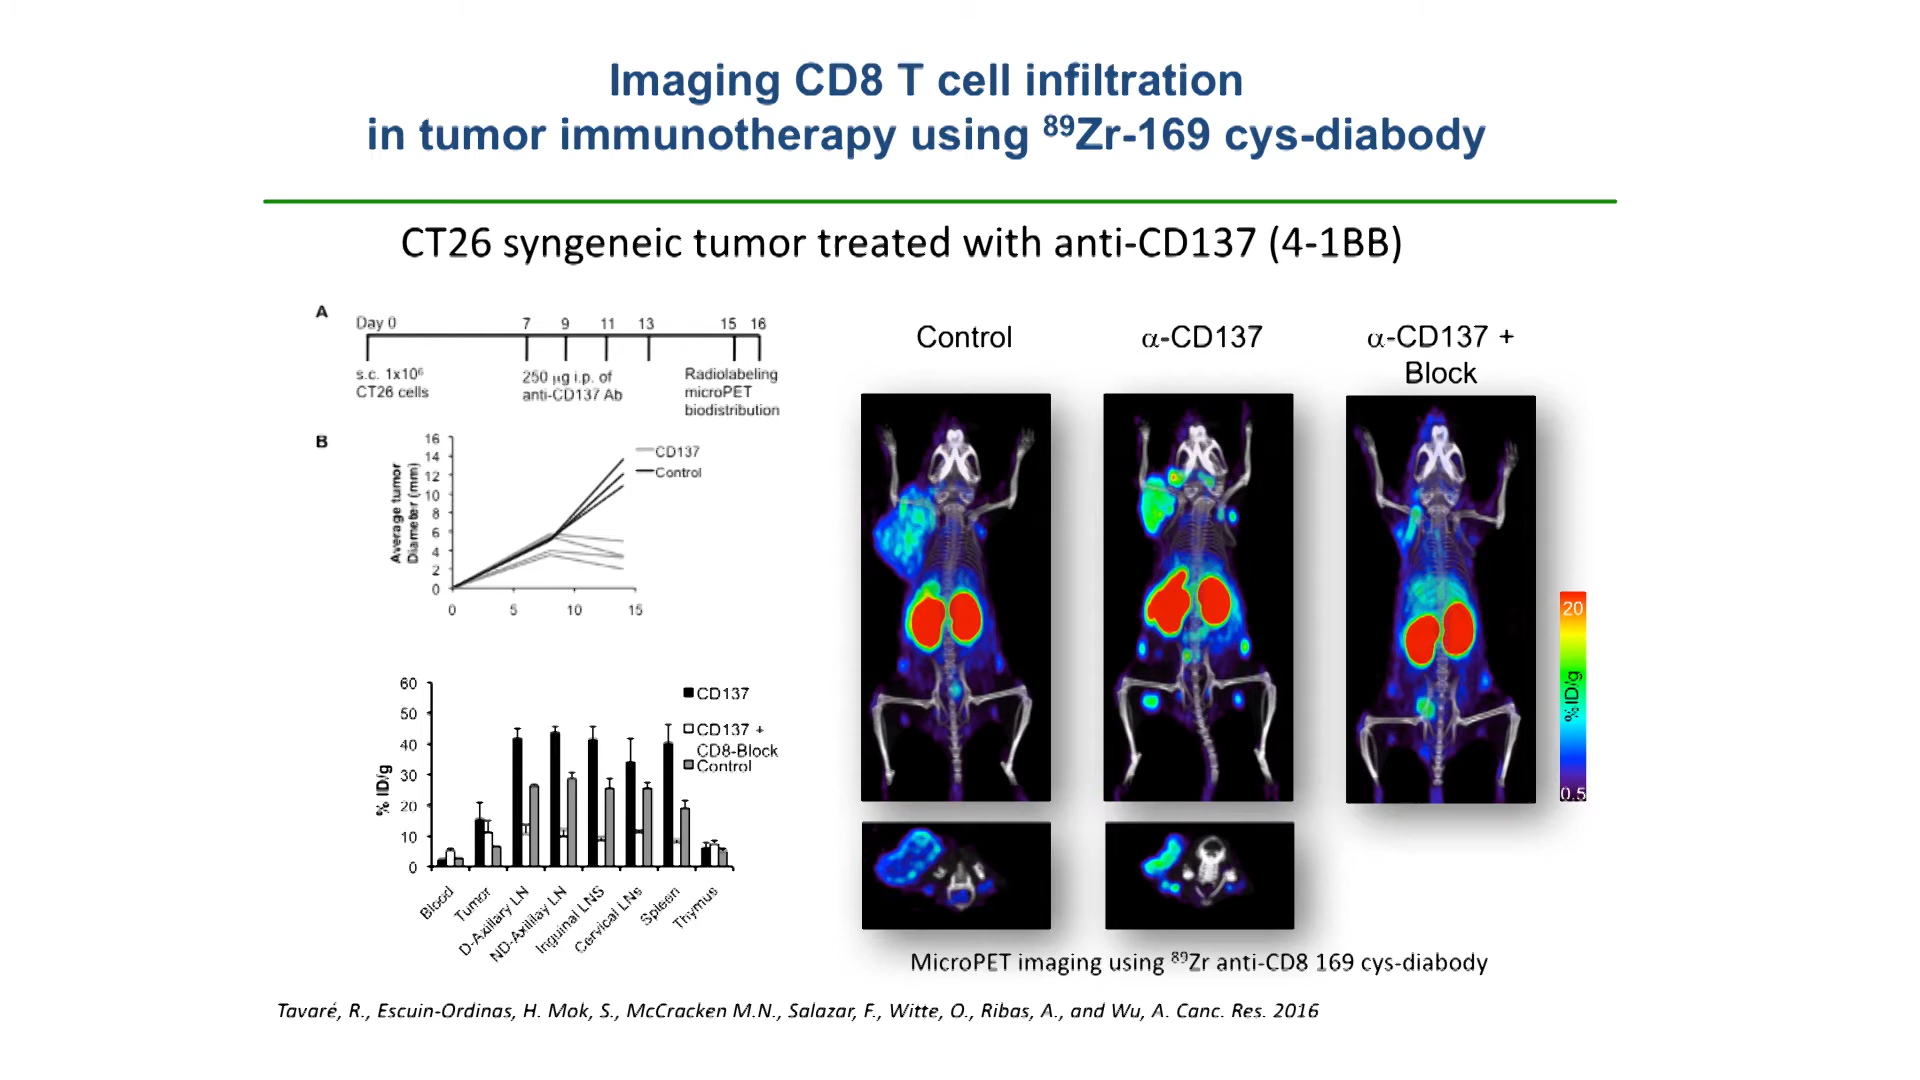 Imaging CD8 T cell infiltration
in tumor immunotherapy using ⁸⁹Zr-169 cys-diabody
CT26 syngeneic tumor treated with anti-CD137 (4-1BB)
A
Day 0 7 9 11 13 15 16
s.c. 1x10⁶
CT26 cells
250 µg i.p. of
anti-CD137 Ab
Radiolabeling
microPET
biodistribution
B
Average tumor
Diameter (mm)
16
14
12
10
8
6
4
2
0
0 5 10 15
CD137
Control
% ID/g
60
50
40
30
20
10
0
CD137
CD137 +
CD8-Block
Control
Blood
Tumor
D-Axillary LN
ND-Axillay LN
Inguinal LNS
Cervical LNs
Spleen
Thymus
Control
α-CD137
α-CD137 +
Block
20
%ID/g
0.5
MicroPET imaging using ⁸⁹Zr anti-CD8 169 cys-diabody
Tavaré, R., Escuin-Ordinas, H. Mok, S., McCracken M.N., Salazar, F., Witte, O., Ribas, A., and Wu, A. Canc. Res. 2016